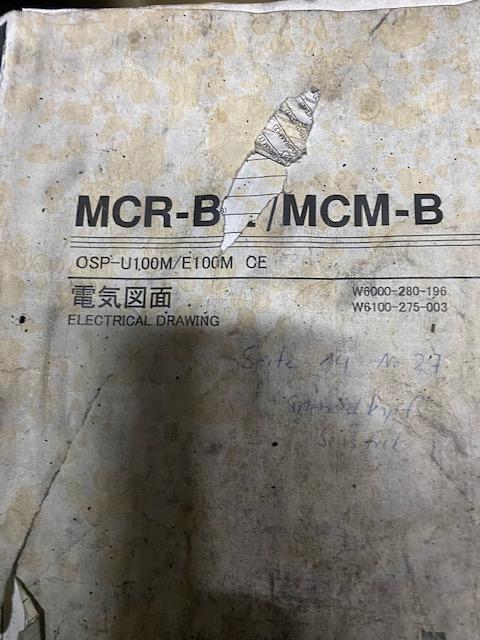 MCR-B /MCM-B
OSP-U100M/E100M CE
電気図面
ELECTRICAL DRAWING
W6000-280-196
W6100-275-003
Seite 14 No 27